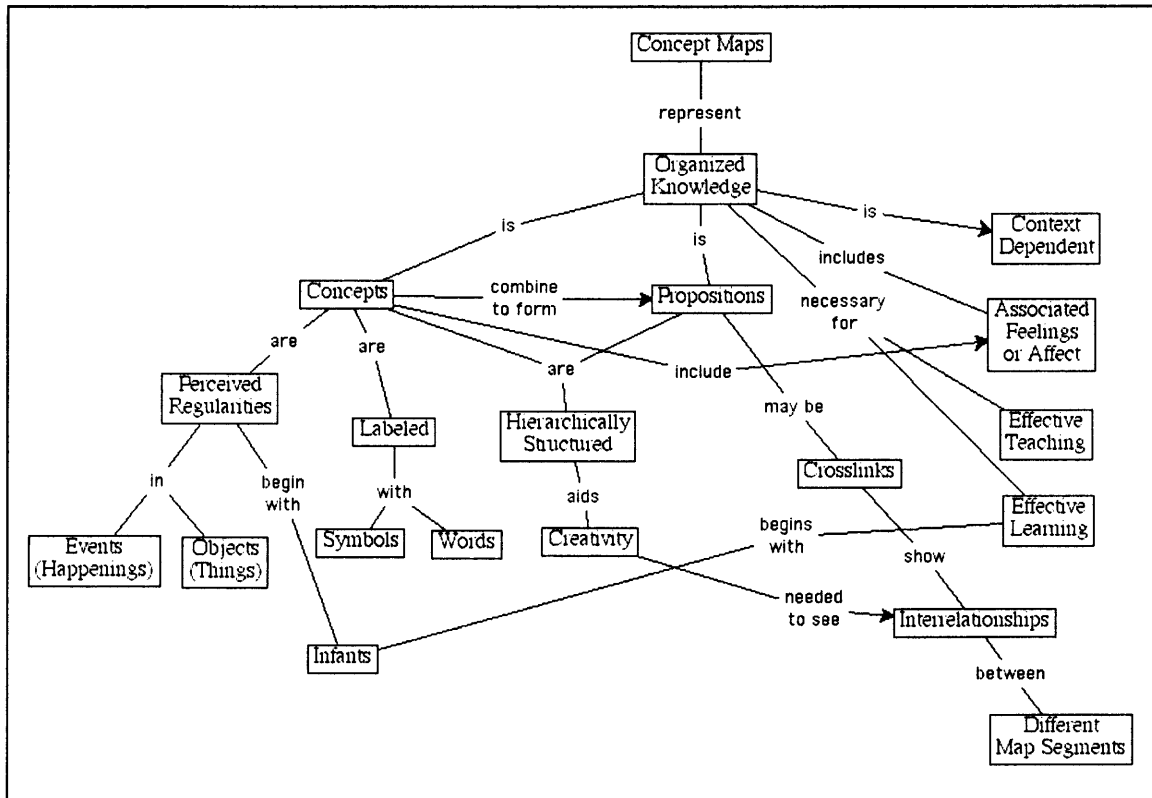 Concept Maps
represent
Organized
Knowledge
is
is
is
Context
Dependent
includes
Concepts
combine
to form
Propositions
necessary
for
Associated
Feelings
or Affect
are
are
are
include
Perceived
Regularities
may be
Labeled
Hierarchically
Structured
Effective
Teaching
in
begin
with
with
aids
Crosslinks
Effective
Learning
Events
(Happenings)
Objects
(Things)
Symbols
Words
Creativity
begins
with
show
needed
to see
Interrelationships
Infants
between
Different
Map Segments